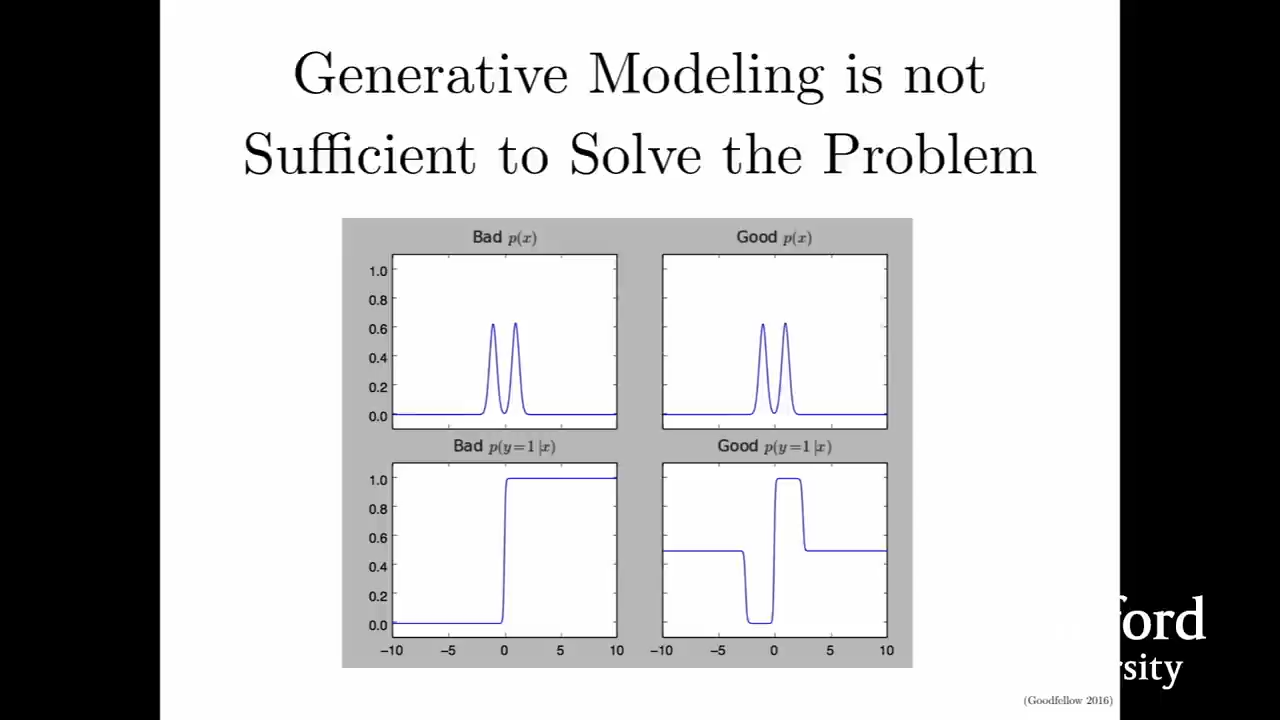 Generative Modeling is not
Sufficient to Solve the Problem
Bad p(x)
Good p(x)
1.0
0.8
0.6
0.4
0.2
0.0
Bad p(y=1|x)
Good p(y=1|x)
1.0
0.8
0.6
0.4
0.2
0.0
−10 −5 0 5 10
−10 −5 0 5 10
ford
rsity
(Goodfellow 2016)